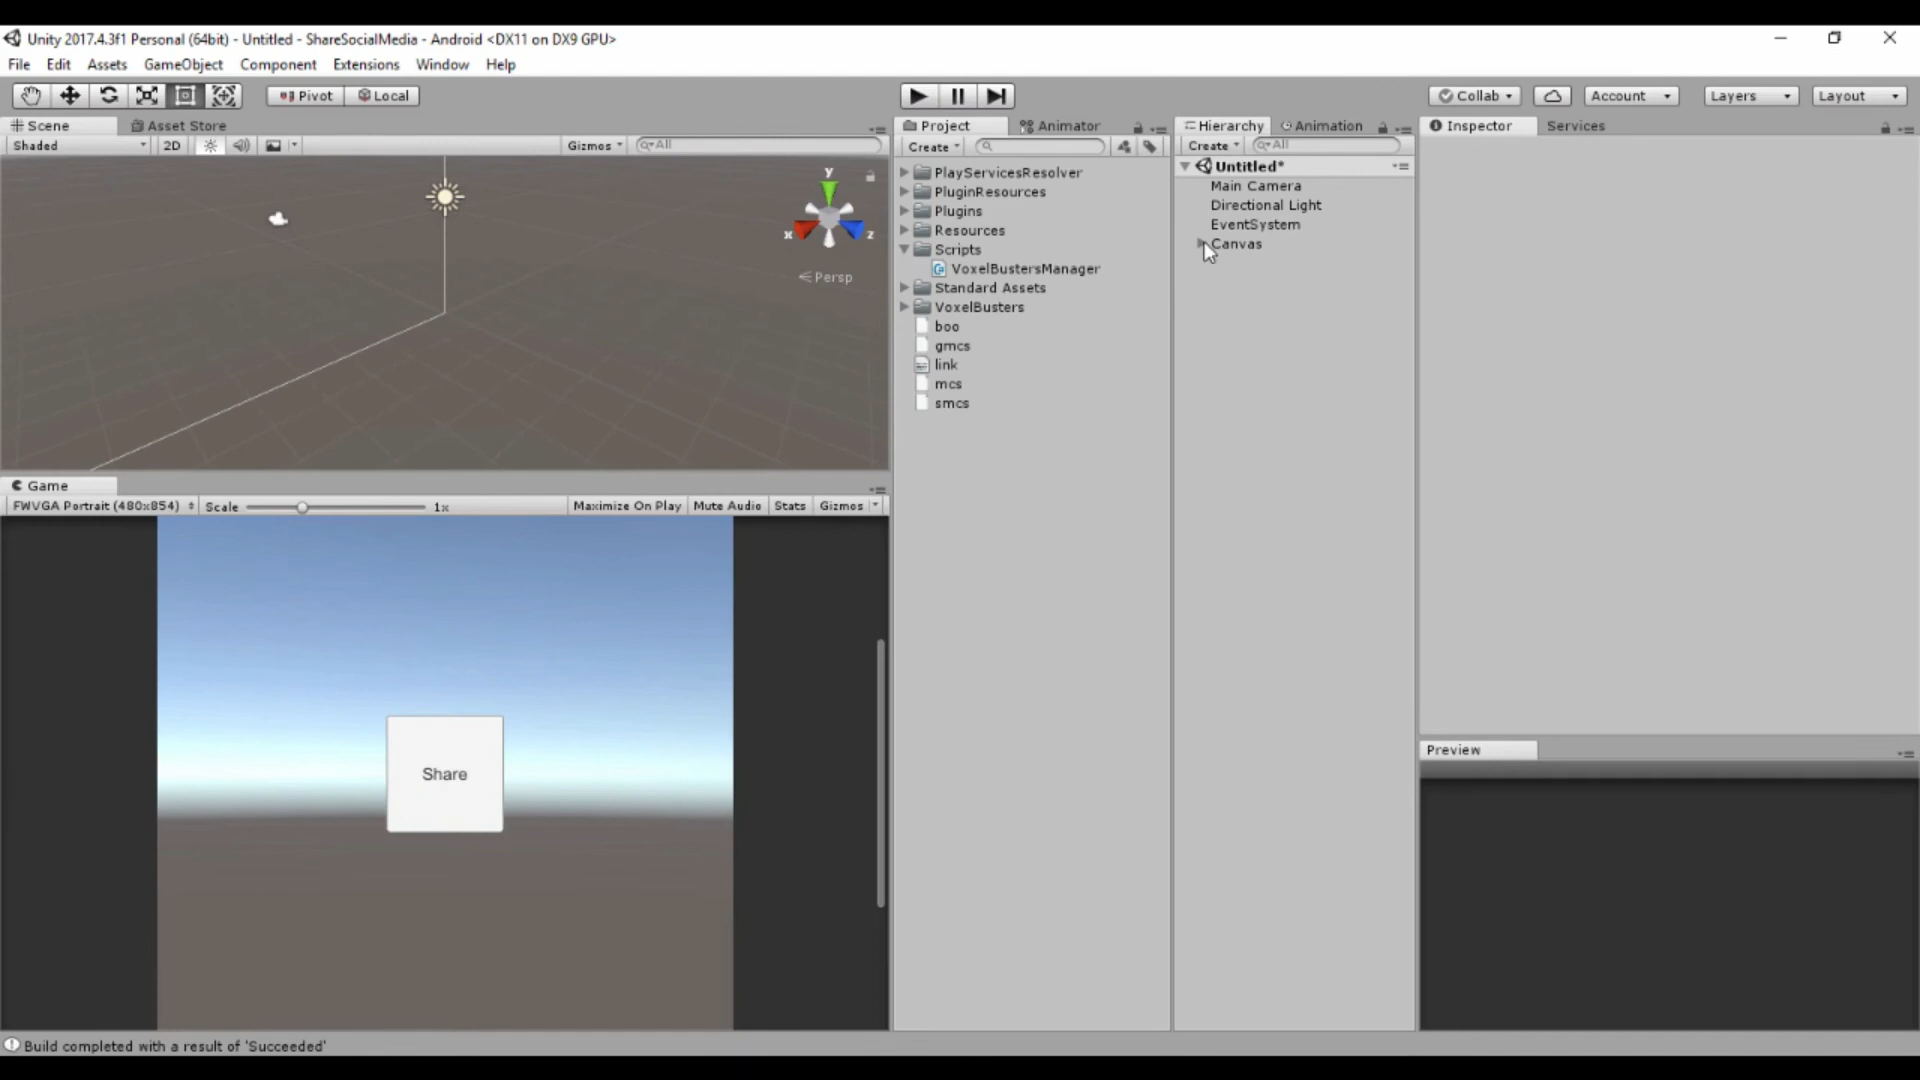 Unity 2017.4.3f1 Personal (64bit) - Untitled - ShareSocialMedia - Android <DX11 on DX9 GPU>
File Edit Assets GameObject Component Extensions Window Help
Pivot Local Collab Account Layers Layout
Scene Asset Store
Shaded 2D Gizmos All
y
x z
Persp
Game
FWVGA Portrait (480x854) Scale 1x Maximize On Play Mute Audio Stats Gizmos
Share
Project Animator
Create
PlayServicesResolver
PluginResources
Plugins
Resources
Scripts
VoxelBustersManager
Standard Assets
VoxelBusters
boo
gmcs
link
mcs
smcs
Hierarchy Animation
Create All
Untitled*
Main Camera
Directional Light
EventSystem
Canvas
Inspector Services
Preview
Build completed with a result of 'Succeeded'